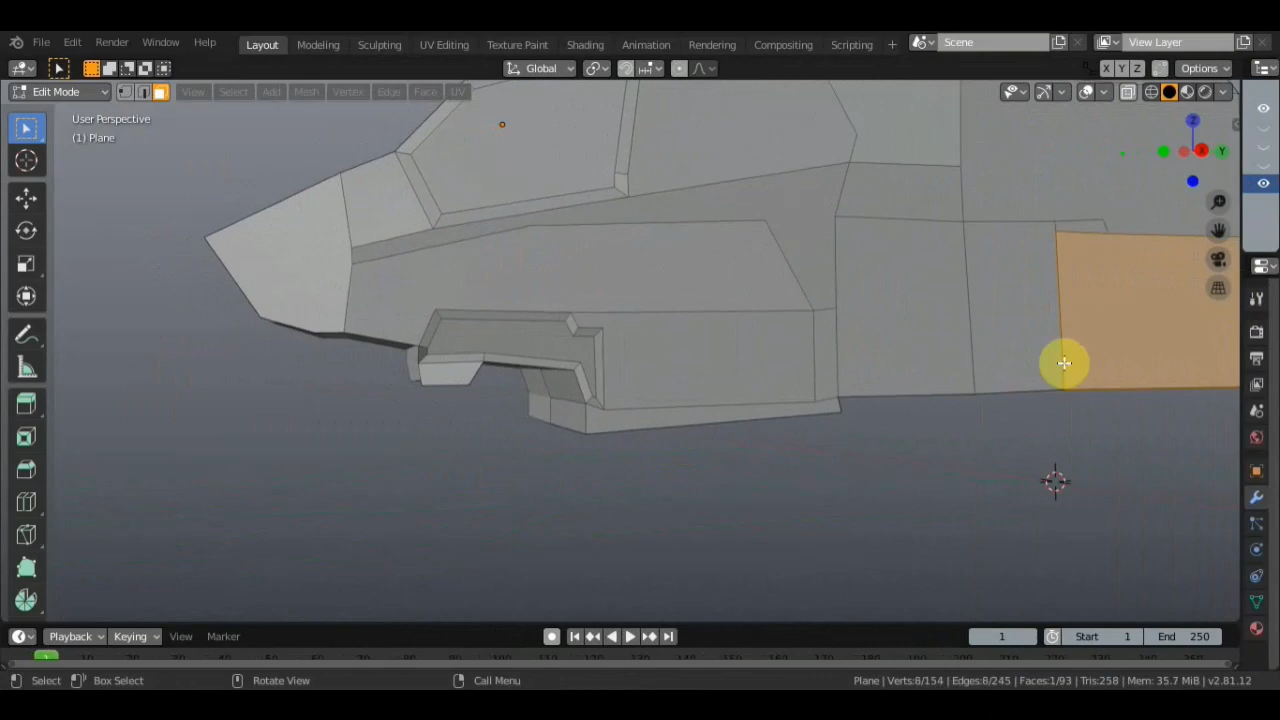 File Edit Render Window Help Layout Modeling Sculpting UV Editing Texture Paint Shading Animation Rendering Compositing Scripting + Scene View Layer
Global X Y Z Options
Edit Mode View Select Add Mesh Vertex Edge Face UV
User Perspective
(1) Plane
Z
X Y
Playback Keying View Marker 1 Start 1 End 250
1 10
Select Box Select Rotate View Call Menu Plane | Verts:8/154 | Edges:8/245 | Faces:1/93 | Tris:258 | Mem: 35.7 MiB | v2.81.12